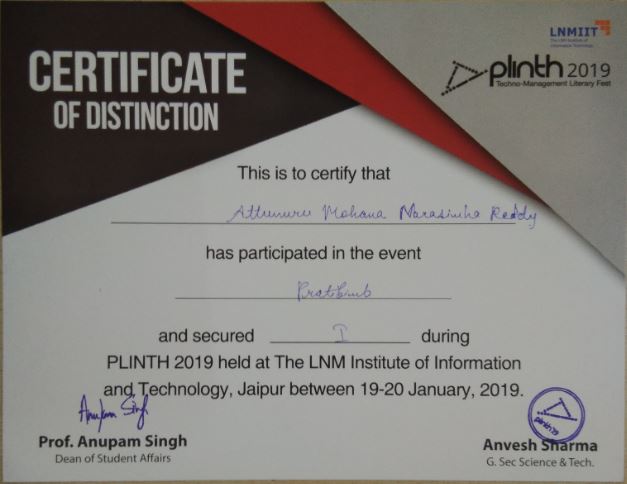 LNMIIT
The LNM Institute of
Information Technology
plinth 2019
Techno-Management Literary Fest
CERTIFICATE
OF DISTINCTION
This is to certify that
Attunuru Mohana Narasimha Reddy
has participated in the event
Pratibimb
and secured I during
PLINTH 2019 held at The LNM Institute of Information
and Technology, Jaipur between 19-20 January, 2019.
Anupam Singh
plinth'19
Prof. Anupam Singh
Dean of Student Affairs
Anvesh Sharma
G. Sec Science & Tech.